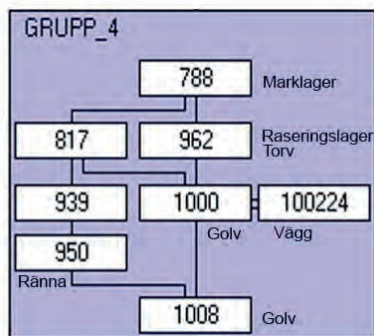 GRUPP_4
788 Marklager
817 962 Raseringslager
Torv
939 1000 100224
Golv Vägg
950
Ränna
1008 Golv